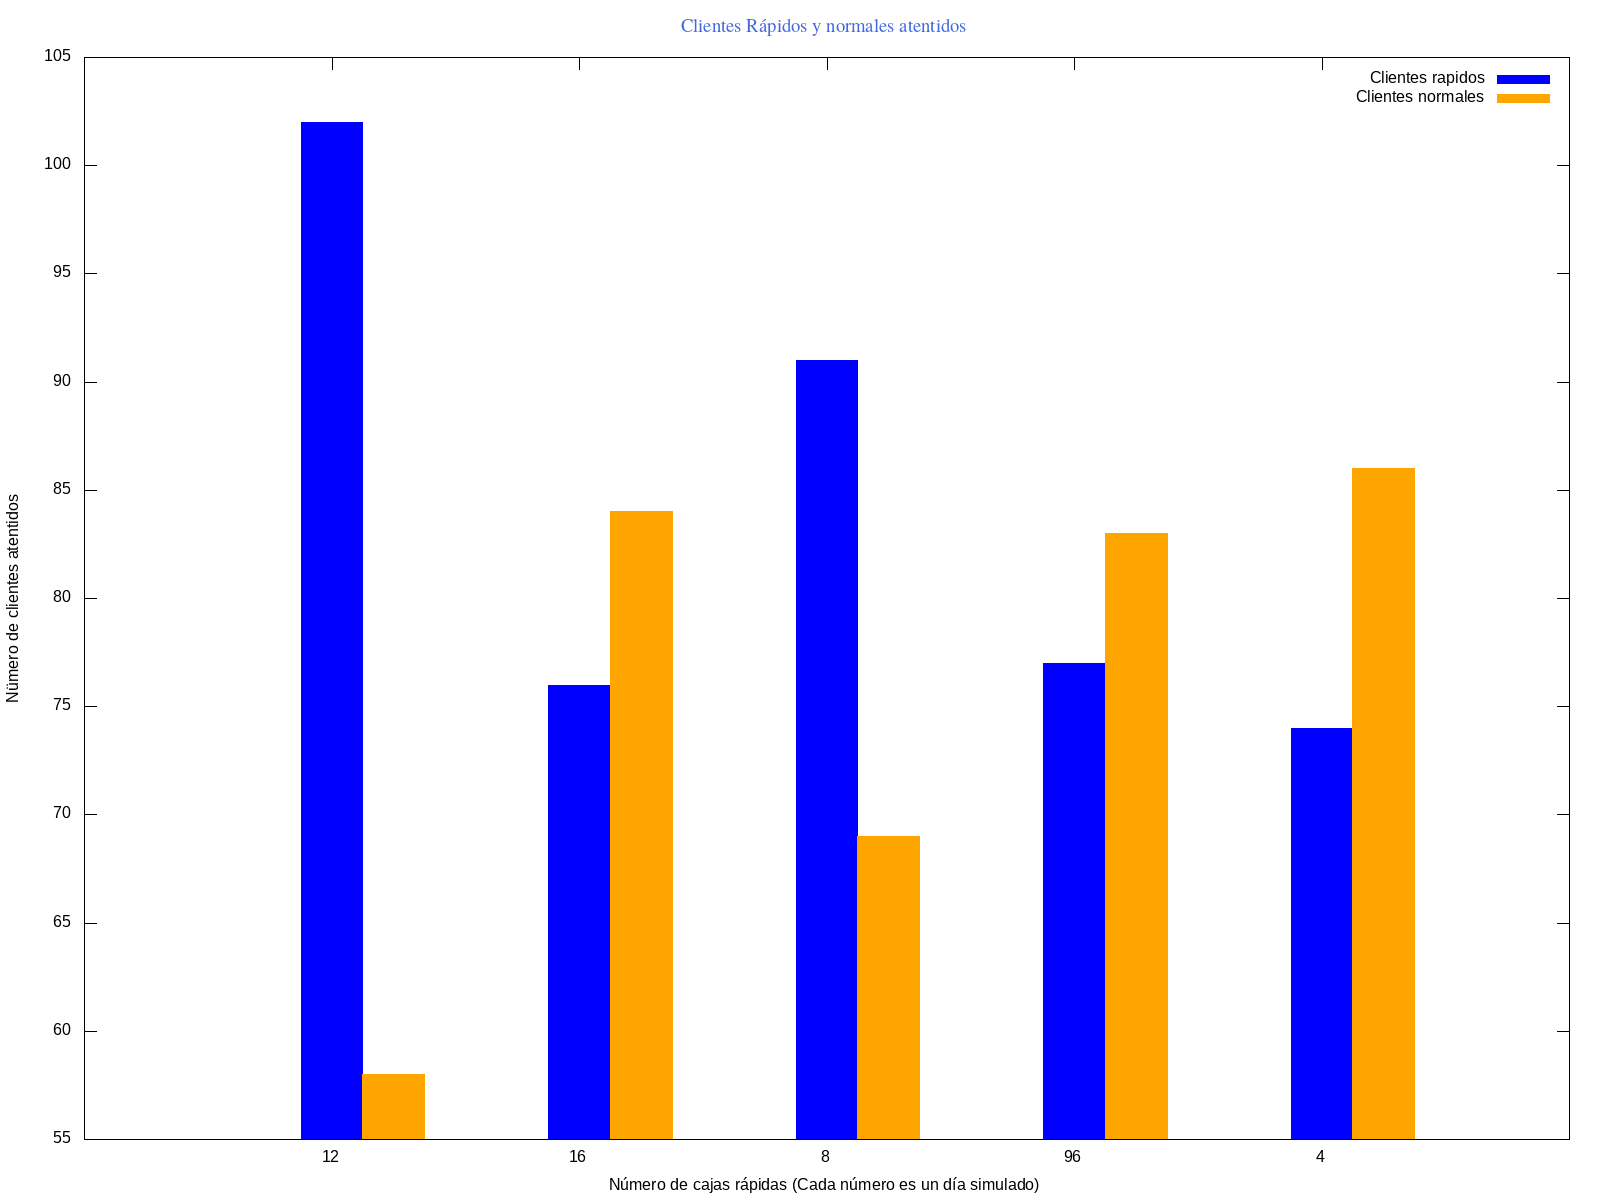 Clientes Rápidos y normales atentidos
Clientes rapidos
Clientes normales
105
100
95
90
85
80
75
70
65
60
55
Número de clientes atentidos
12 16 8 96 4
Número de cajas rápidas (Cada número es un día simulado)